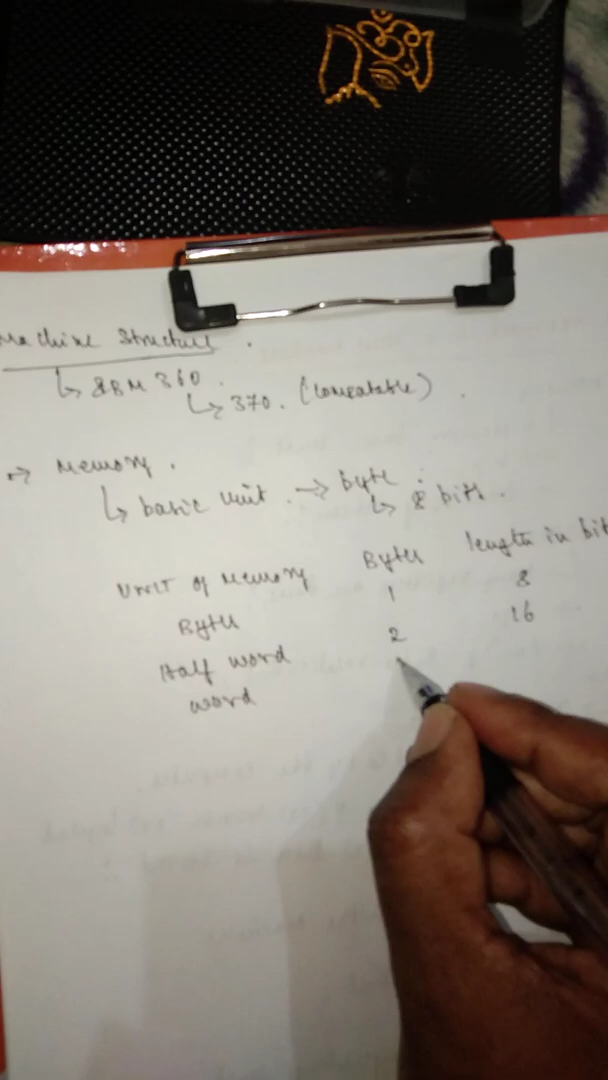 Machine Structure.
↳ IBM 360.
↳ 370. (Compatable).
→ Memory.
↳ basic unit. → Byte.
↳ 8 bits.
Unit of Memory Bytes length in bits
Byte 1 8
Half word 2 16
word